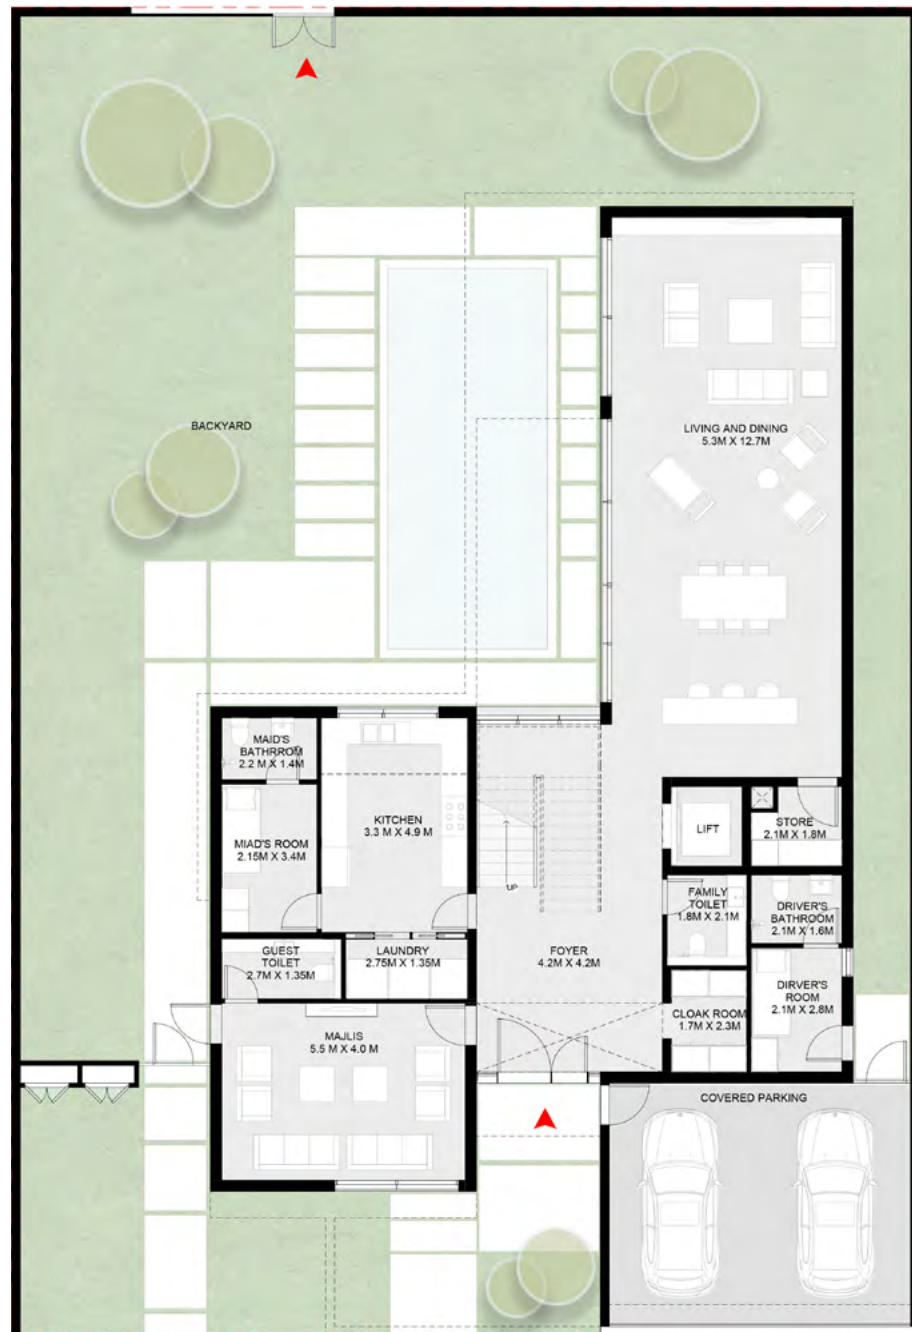 BACKYARD
LIVING AND DINING
5.3M X 12.7M
MAID'S
BATHRROM
2.2 M X 1.4M
KITCHEN
3.3 M X 4.9 M
MIAD'S ROOM
2.15M X 3.4M
LIFT
STORE
2.1M X 1.8M
UP
FAMILY
TOILET
1.8M X 2.1M
DRIVER'S
BATHROOM
2.1M X 1.6M
GUEST
TOILET
2.7M X 1.35M
LAUNDRY
2.75M X 1.35M
FOYER
4.2M X 4.2M
DIRVER'S
ROOM
2.1M X 2.8M
CLOAK ROOM
1.7M X 2.3M
MAJLIS
5.5 M X 4.0 M
COVERED PARKING